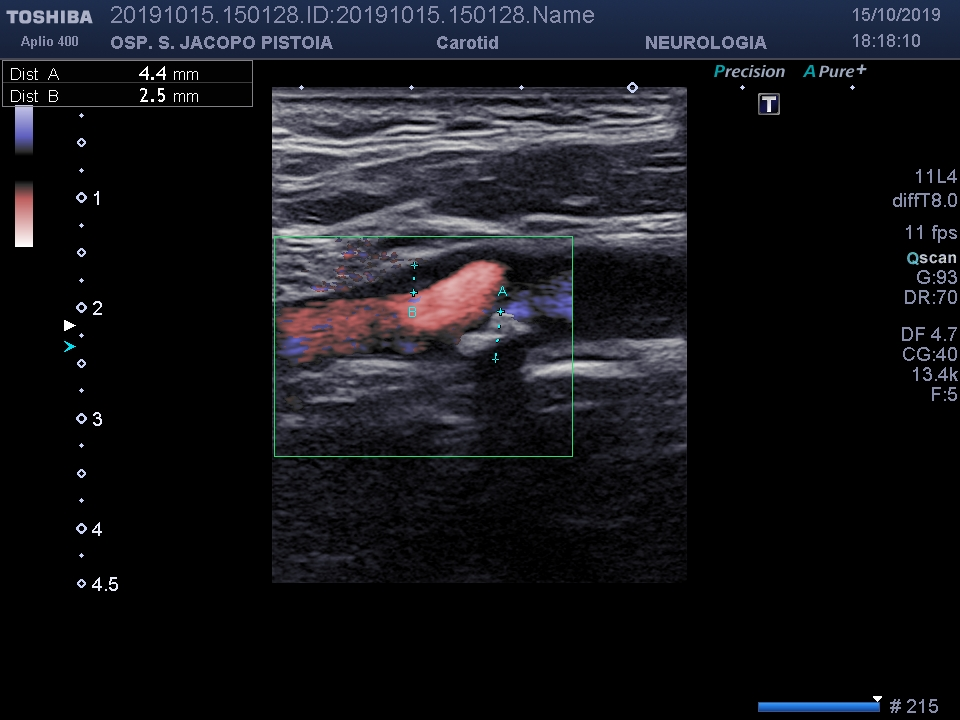 TOSHIBA 20191015.150128.ID:20191015.150128.Name 15/10/2019
Aplio 400 OSP. S. JACOPO PISTOIA Carotid NEUROLOGIA 18:18:10
Dist A 4.4 mm
Dist B 2.5 mm
Precision A Pure+
T
1
2
3
4
4.5
A
B
11L4
diffT8.0
11 fps
Qscan
G:93
DR:70
DF 4.7
CG:40
13.4k
F:5
# 215